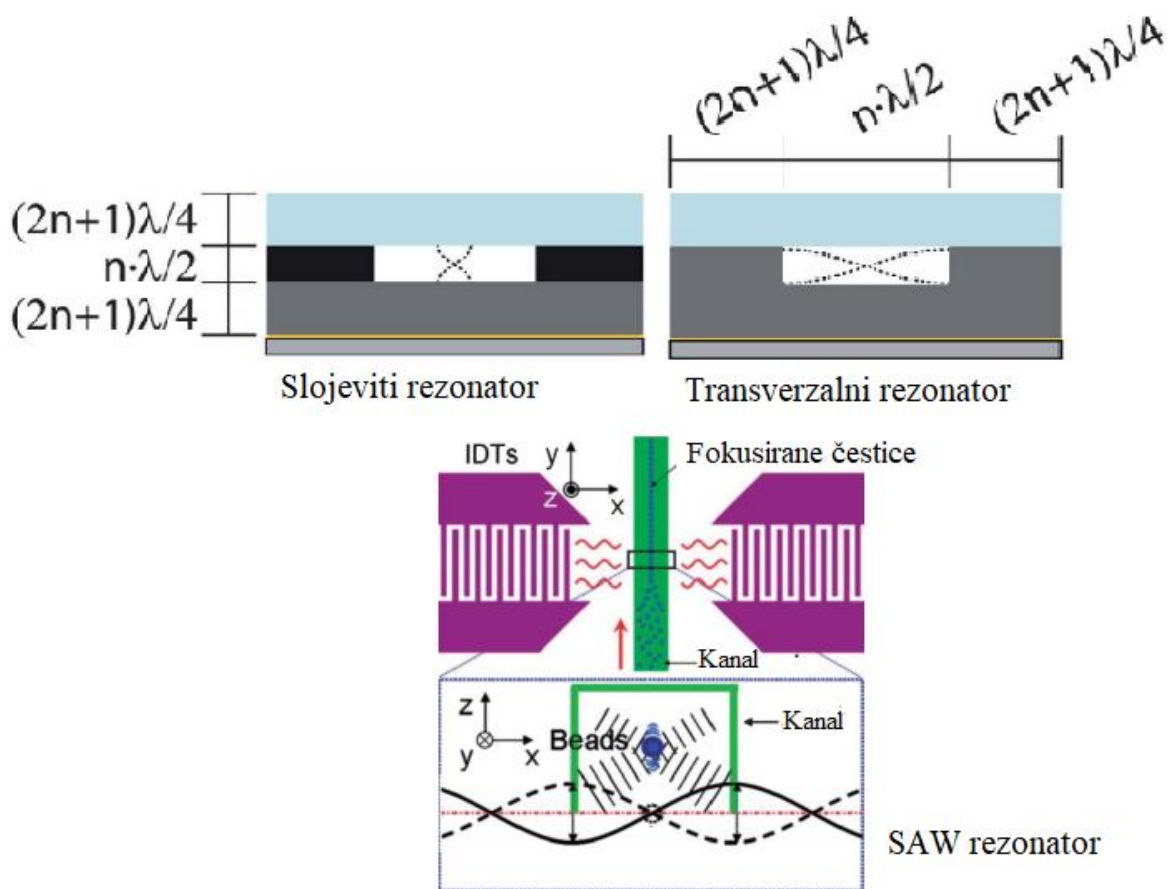 (2n+1)λ/4
n·λ/2
(2n+1)λ/4
Slojeviti rezonator
(2n+1)λ/4
n·λ/2
(2n+1)λ/4
Transverzalni rezonator
IDTs
y
z
x
Fokusirane čestice
Kanal
z
y
x
Beads
Kanal
SAW rezonator